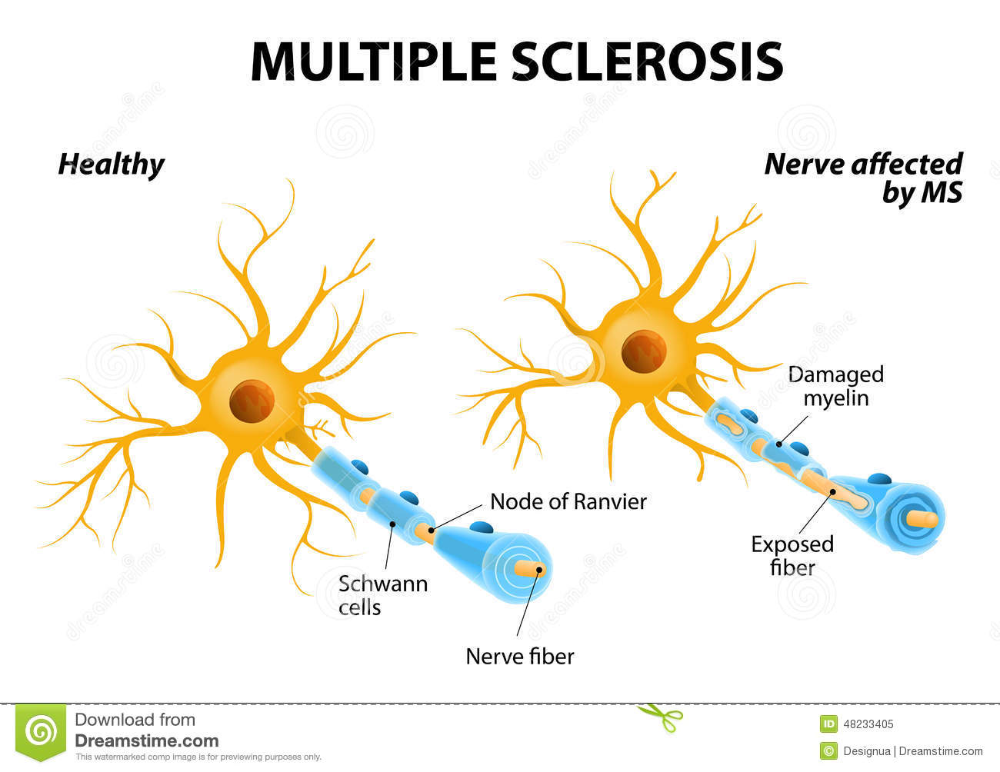 MULTIPLE SCLEROSIS
Healthy
Nerve affected
by MS
Damaged
myelin
Node of Ranvier
Exposed
fiber
Schwann
cells
Nerve fiber
Download from
Dreamstime.com
This watermarked comp image is for previewing purposes only.
ID 48233405
© Designua | Dreamstime.com
dreamstime